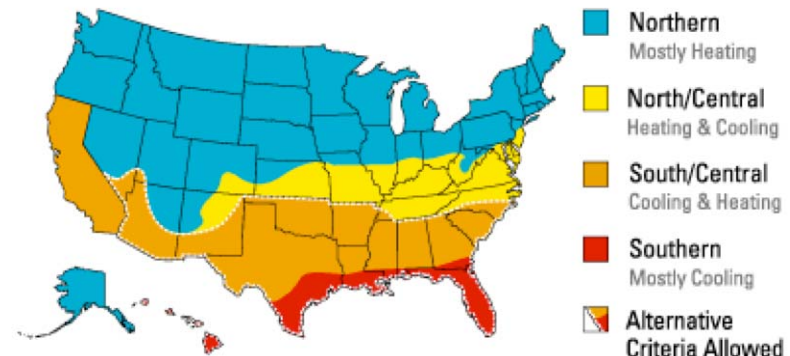 Northern
Mostly Heating
North/Central
Heating & Cooling
South/Central
Cooling & Heating
Southern
Mostly Cooling
Alternative
Criteria Allowed